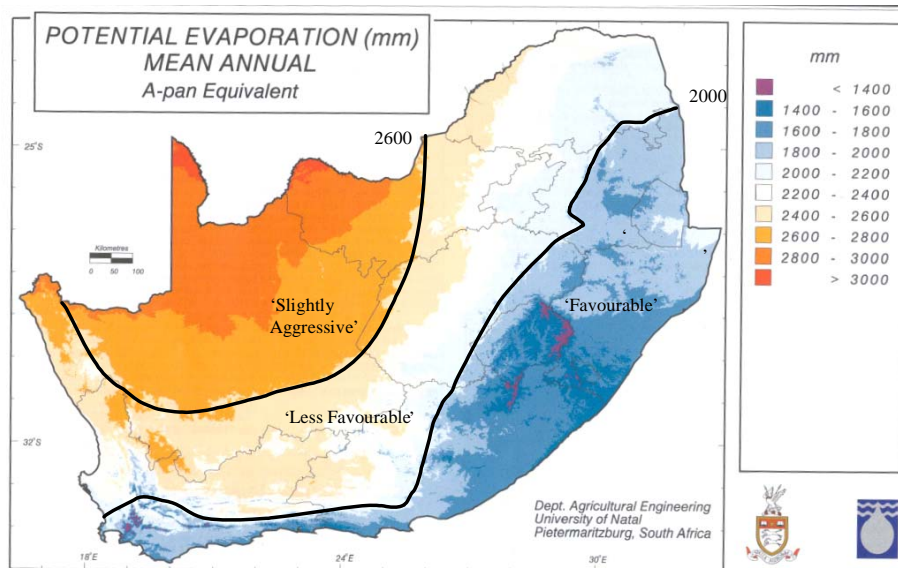 POTENTIAL EVAPORATION (mm)
MEAN ANNUAL
A-pan Equivalent
2600
2000
25°S
Kilometres
0 50 100
'Slightly
Aggressive'
'Favourable'
'Less Favourable'
32°S
18°E
24°E
30°E
Dept. Agricultural Engineering
University of Natal
Pietermaritzburg, South Africa
mm
< 1400
1400 - 1600
1600 - 1800
1800 - 2000
2000 - 2200
2200 - 2400
2400 - 2600
2600 - 2800
2800 - 3000
> 3000